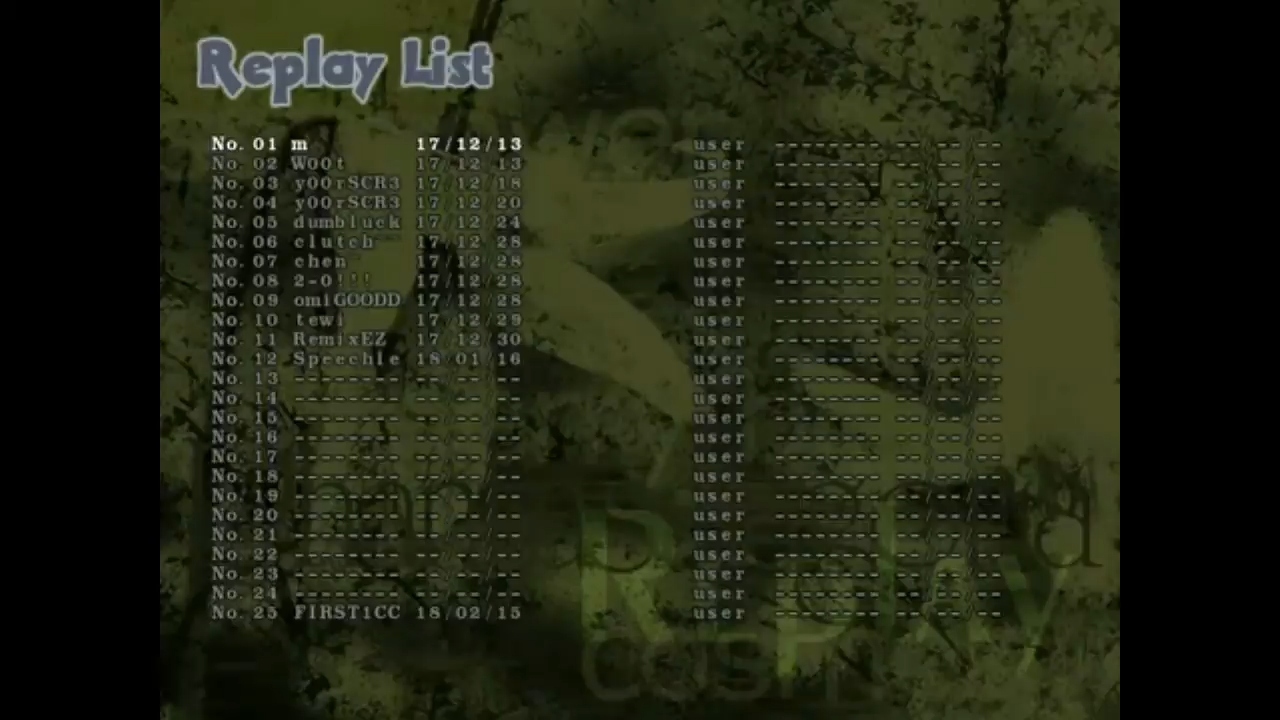 Replay List
No. 01 m 17/12/13 user -------- --/--/--
No. 02 W00t 17/12/13 user -------- --/--/--
No. 03 y00rSCR3 17/12/18 user -------- --/--/--
No. 04 y00rSCR3 17/12/20 user -------- --/--/--
No. 05 dumbluck 17/12/24 user -------- --/--/--
No. 06 clutch 17/12/28 user -------- --/--/--
No. 07 chen 17/12/28 user -------- --/--/--
No. 08 2-0!!! 17/12/28 user -------- --/--/--
No. 09 omiGOODD 17/12/28 user -------- --/--/--
No. 10 tewi 17/12/29 user -------- --/--/--
No. 11 RemixEZ 17/12/30 user -------- --/--/--
No. 12 Speechle 18/01/16 user -------- --/--/--
No. 13 -------- --/--/-- user -------- --/--/--
No. 14 -------- --/--/-- user -------- --/--/--
No. 15 -------- --/--/-- user -------- --/--/--
No. 16 -------- --/--/-- user -------- --/--/--
No. 17 -------- --/--/-- user -------- --/--/--
No. 18 -------- --/--/-- user -------- --/--/--
No. 19 -------- --/--/-- user -------- --/--/--
No. 20 -------- --/--/-- user -------- --/--/--
No. 21 -------- --/--/-- user -------- --/--/--
No. 22 -------- --/--/-- user -------- --/--/--
No. 23 -------- --/--/-- user -------- --/--/--
No. 24 -------- --/--/-- user -------- --/--/--
No. 25 FIRST1CC 18/02/15 user -------- --/--/--